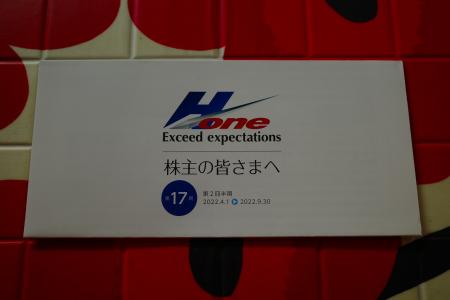 H-one
Exceed expectations
株主の皆さまへ
第17期
第2四半期
2022.4.1 ▶ 2022.9.30